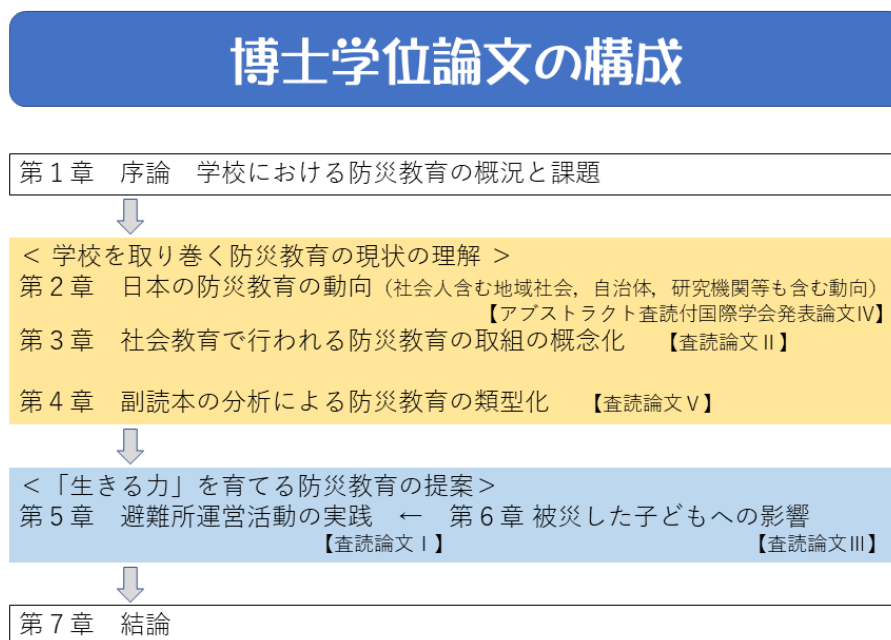 博士学位論文の構成
第1章 序論 学校における防災教育の概況と課題
< 学校を取り巻く防災教育の現状の理解 >
第2章 日本の防災教育の動向（社会人含む地域社会，自治体，研究機関等も含む動向）
【アブストラクト査読付国際学会発表論文Ⅳ】
第3章 社会教育で行われる防災教育の取組の概念化 【査読論文Ⅱ】
第4章 副読本の分析による防災教育の類型化 【査読論文Ⅴ】
＜「生きる力」を育てる防災教育の提案＞
第5章 避難所運営活動の実践 ← 第6章 被災した子どもへの影響
【査読論文Ⅰ】 【査読論文Ⅲ】
第7章 結論